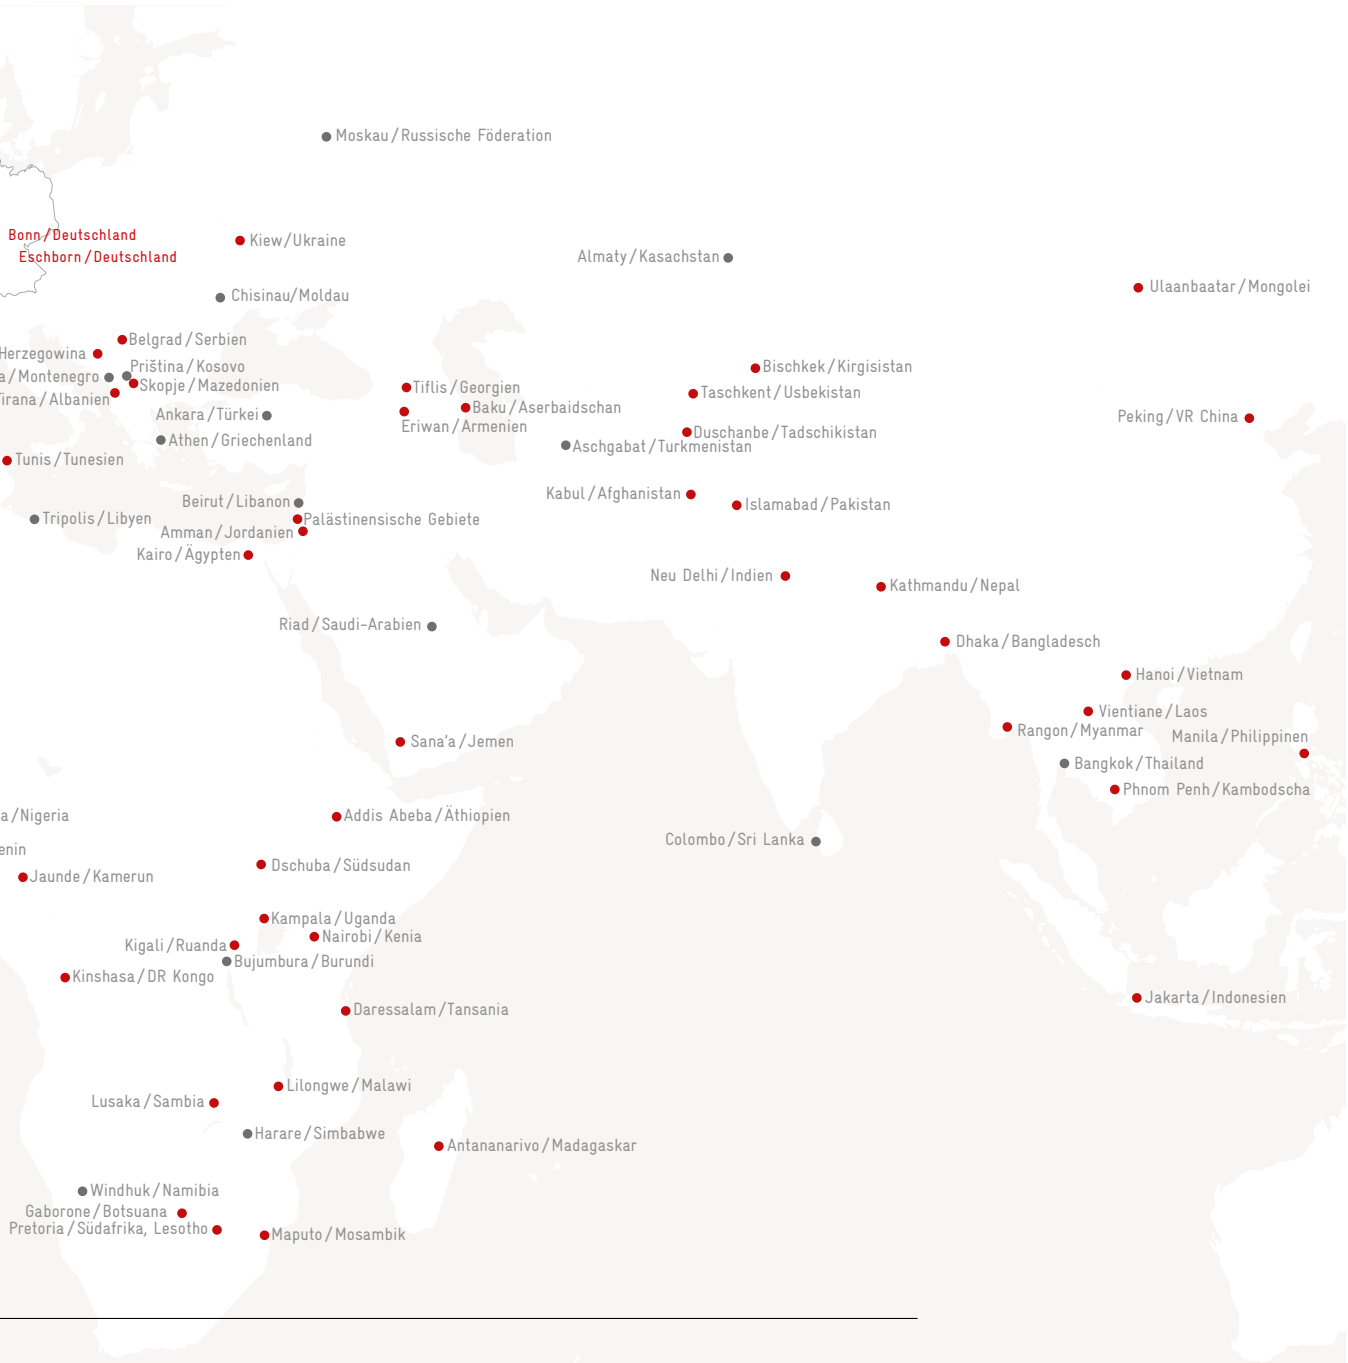 Moskau/Russische Föderation
Bonn/Deutschland
Kiew/Ukraine
Eschborn/Deutschland
Almaty/Kasachstan
Ulaanbaatar/Mongolei
Chisinau/Moldau
Belgrad/Serbien
Herzegowina
Priština/Kosovo
Bischkek/Kirgisistan
a/Montenegro
Skopje/Mazedonien
Tiflis/Georgien
Taschkent/Usbekistan
irana/Albanien
Baku/Aserbaidschan
Ankara/Türkei
Peking/VR China
Eriwan/Armenien
Duschanbe/Tadschikistan
Athen/Griechenland
Aschgabat/Turkmenistan
Tunis/Tunesien
Kabul/Afghanistan
Beirut/Libanon
Islamabad/Pakistan
Tripolis/Libyen
Palästinensische Gebiete
Amman/Jordanien
Kairo/Ägypten
Neu Delhi/Indien
Kathmandu/Nepal
Riad/Saudi-Arabien
Dhaka/Bangladesch
Hanoi/Vietnam
Vientiane/Laos
Rangon/Myanmar
Manila/Philippinen
Sana'a/Jemen
Bangkok/Thailand
Phnom Penh/Kambodscha
a/Nigeria
Addis Abeba/Äthiopien
Colombo/Sri Lanka
enin
Dschuba/Südsudan
Jaunde/Kamerun
Kampala/Uganda
Nairobi/Kenia
Kigali/Ruanda
Bujumbura/Burundi
Kinshasa/DR Kongo
Jakarta/Indonesien
Daressalam/Tansania
Lilongwe/Malawi
Lusaka/Sambia
Harare/Simbabwe
Antananarivo/Madagaskar
Windhuk/Namibia
Gaborone/Botsuana
Pretoria/Südafrika, Lesotho
Maputo/Mosambik